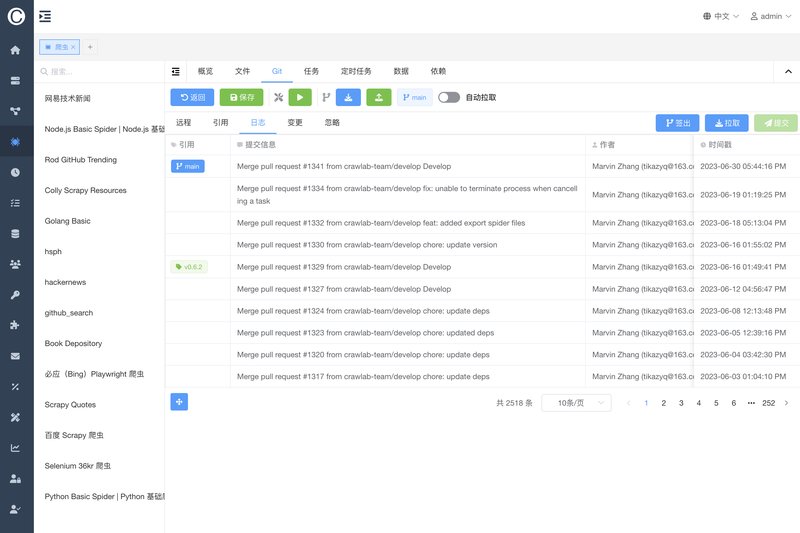 中文
admin
爬虫
搜索...
概览 文件 Git 任务 定时任务 数据 依赖
返回 保存 main 自动拉取
远程 引用 日志 变更 忽略 签出 拉取 提交
网易技术新闻
Node.js Basic Spider | Node.js 基础
Rod GitHub Trending
Colly Scrapy Resources
Golang Basic
hsph
hackernews
github_search
Book Depository
必应（Bing）Playwright 爬虫
Scrapy Quotes
百度 Scrapy 爬虫
Selenium 36kr 爬虫
Python Basic Spider | Python 基础
引用 提交信息 作者 时间戳
main Merge pull request #1341 from crawlab-team/develop Develop Marvin Zhang (tikazyq@163.co 2023-06-30 05:44:16 PM
Merge pull request #1334 from crawlab-team/develop fix: unable to terminate process when cancell
ing a task Marvin Zhang (tikazyq@163.co 2023-06-19 01:19:25 PM
Merge pull request #1332 from crawlab-team/develop feat: added export spider files Marvin Zhang (tikazyq@163.co 2023-06-18 05:13:04 PM
Merge pull request #1330 from crawlab-team/develop chore: update version Marvin Zhang (tikazyq@163.co 2023-06-16 01:55:02 PM
v0.6.2 Merge pull request #1329 from crawlab-team/develop Develop Marvin Zhang (tikazyq@163.co 2023-06-16 01:49:41 PM
Merge pull request #1327 from crawlab-team/develop Develop Marvin Zhang (tikazyq@163.co 2023-06-12 04:56:47 PM
Merge pull request #1324 from crawlab-team/develop chore: update deps Marvin Zhang (tikazyq@163.co 2023-06-08 12:13:48 PM
Merge pull request #1323 from crawlab-team/develop chore: updated deps Marvin Zhang (tikazyq@163.co 2023-06-05 12:39:16 PM
Merge pull request #1320 from crawlab-team/develop chore: update deps Marvin Zhang (tikazyq@163.co 2023-06-04 03:42:30 PM
Merge pull request #1317 from crawlab-team/develop chore: update deps Marvin Zhang (tikazyq@163.co 2023-06-03 01:04:10 PM
共 2518 条 10条/页 1 2 3 4 5 6 ••• 252